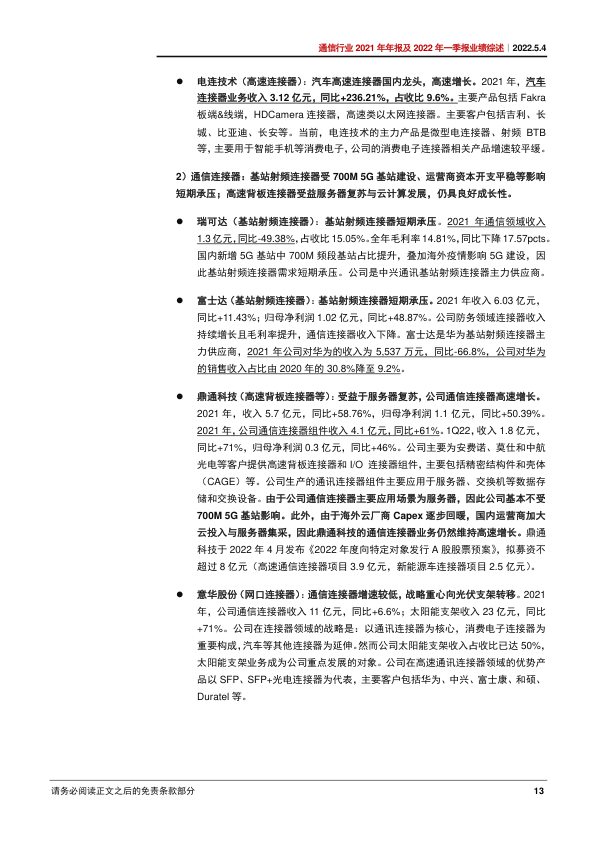 通信行业 2021 年年报及 2022 年一季报业绩综述｜2022.5.4
● 电连技术（高速连接器）：汽车高速连接器国内龙头，高速增长。2021 年，汽车
连接器业务收入 3.12 亿元，同比+236.21%，占收比 9.6%。主要产品包括 Fakra
板端&线端，HDCamera 连接器，高速类以太网连接器。主要客户包括吉利、长
城、比亚迪、长安等。当前，电连技术的主力产品是微型电连接器、射频 BTB
等，主要用于智能手机等消费电子，公司的消费电子连接器相关产品增速较平缓。
2）通信连接器：基站射频连接器受 700M 5G 基站建设、运营商资本开支平稳等影响
短期承压；高速背板连接器受益服务器复苏与云计算发展，仍具良好成长性。
● 瑞可达（基站射频连接器）：基站射频连接器短期承压。2021 年通信领域收入
1.3 亿元，同比-49.38%，占收比 15.05%。全年毛利率 14.81%，同比下降 17.57pcts。
国内新增 5G 基站中 700M 频段基站占比提升，叠加海外疫情影响 5G 建设，因
此基站射频连接器需求短期承压。公司是中兴通讯基站射频连接器主力供应商。
● 富士达（基站射频连接器）：基站射频连接器短期承压。2021 年收入 6.03 亿元，
同比+11.43%；归母净利润 1.02 亿元，同比+48.87%。公司防务领域连接器收入
持续增长且毛利率提升，通信连接器收入下降。富士达是华为基站射频连接器主
力供应商，2021 年公司对华为的收入为 5.537 万元，同比-66.8%，公司对华为
的销售收入占比由 2020 年的 30.8%降至 9.2%。
● 鼎通科技（高速背板连接器等）：受益于服务器复苏，公司通信连接器高速增长。
2021 年，收入 5.7 亿元，同比+58.76%，归母净利润 1.1 亿元，同比+50.39%。
2021 年，公司通信连接器组件收入 4.1 亿元，同比+61%。1Q22，收入 1.8 亿元，
同比+71%，归母净利润 0.3 亿元，同比+46%。公司主要为安费诺、莫仕和中航
光电等客户提供高速背板连接器和 I/O 连接器组件，主要包括精密结构件和壳体
（CAGE）等。公司生产的通讯连接器组件主要应用于服务器、交换机等数据存
储和交换设备。由于公司通信连接器主要应用场景为服务器，因此公司基本不受
700M 5G 基站影响。此外，由于海外云厂商 Capex 逐步回暖，国内运营商加大
云投入与服务器集采，因此鼎通科技的通信连接器业务仍然维持高速增长。鼎通
科技于 2022 年 4 月发布《2022 年度向特定对象发行 A 股股票预案》，拟募资不
超过 8 亿元（高速通信连接器项目 3.9 亿元，新能源车连接器项目 2.5 亿元）。
● 意华股份（网口连接器）：通信连接器增速较低，战略重心向光伏支架转移。2021
年，公司通信连接器收入 11 亿元，同比+6.6%；太阳能支架收入 23 亿元，同比
+71%。公司在连接器领域的战略是：以通讯连接器为核心，消费电子连接器为
重要构成，汽车等其他连接器为延伸。然而公司太阳能支架收入占收比已达 50%，
太阳能支架业务成为公司重点发展的对象。公司在高速通讯连接器领域的优势产
品以 SFP、SFP+光电连接器为代表，主要客户包括华为、中兴、富士康、和硕、
Duratel 等。
请务必阅读正文之后的免责条款部分
13